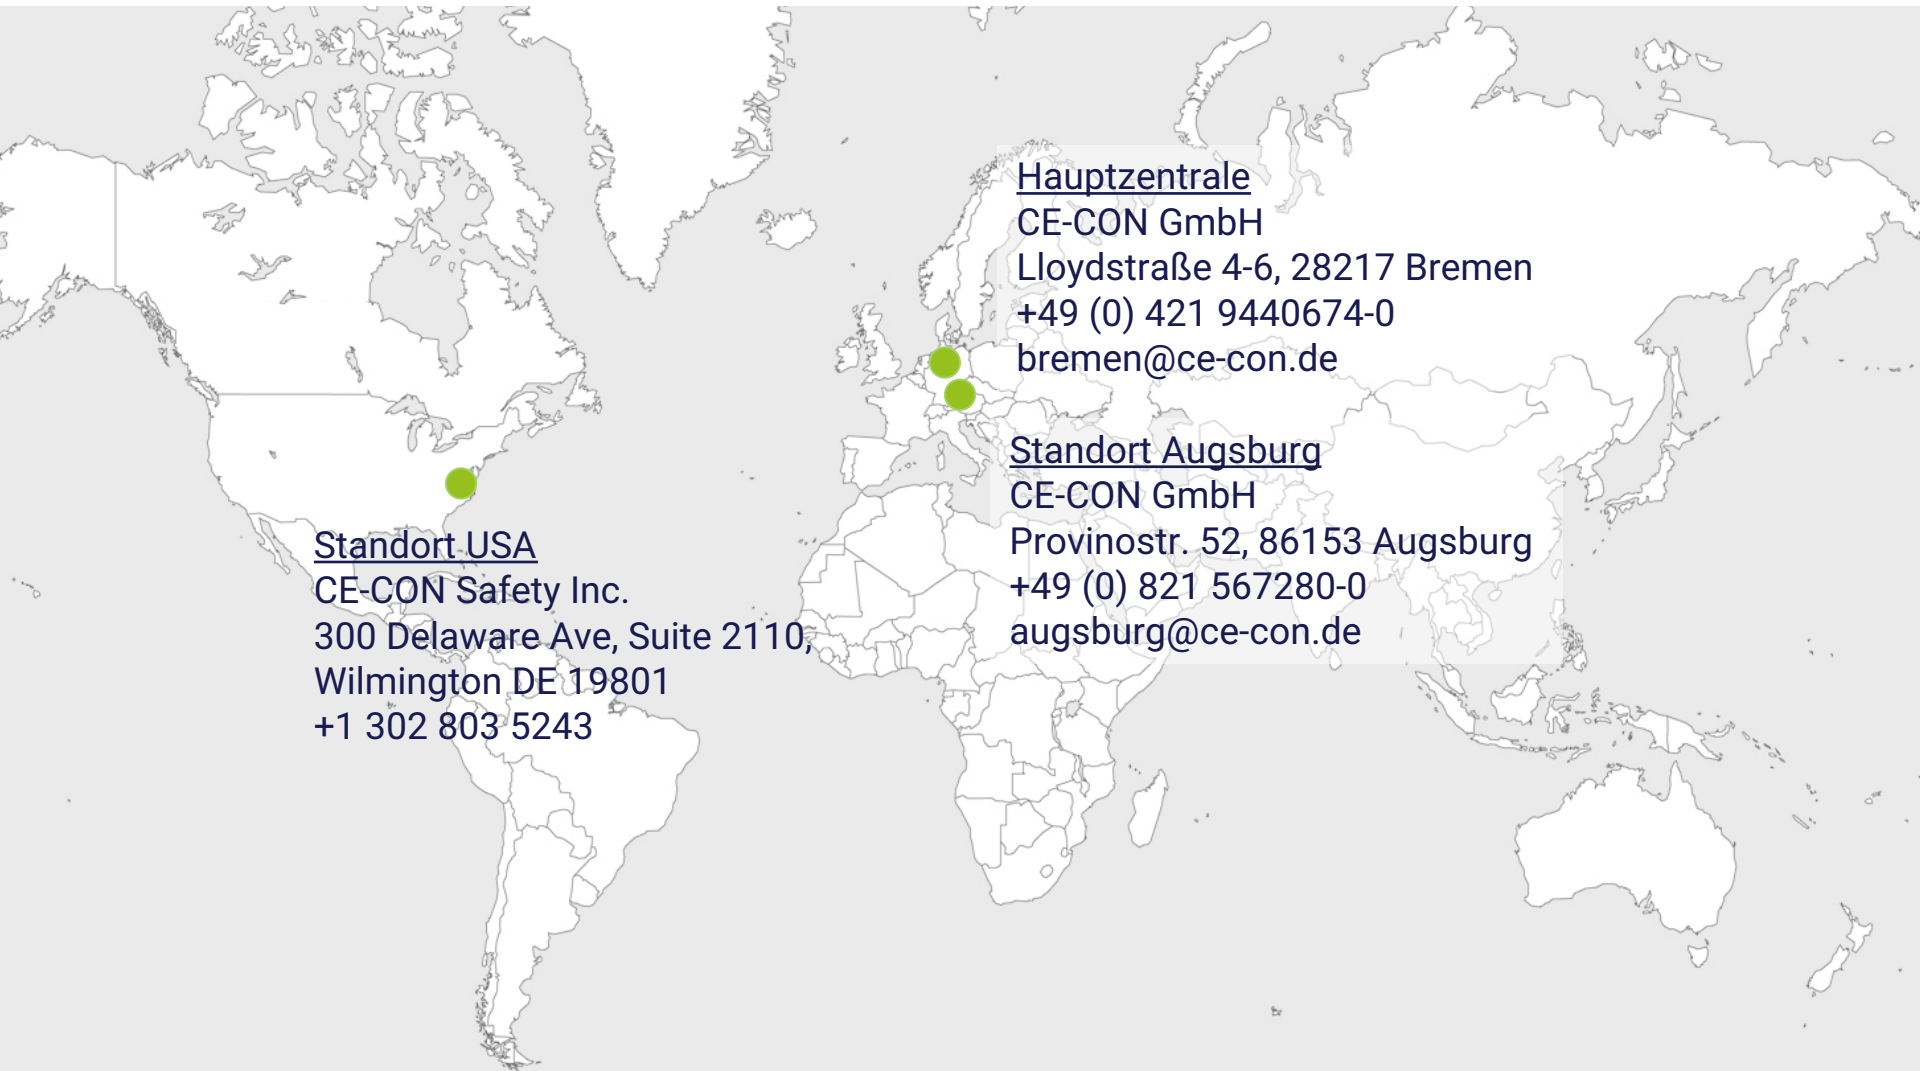 Hauptzentrale
CE-CON GmbH
Lloydstraße 4-6, 28217 Bremen
+49 (0) 421 9440674-0
bremen@ce-con.de
Standort Augsburg
CE-CON GmbH
Provinostr. 52, 86153 Augsburg
+49 (0) 821 567280-0
augsburg@ce-con.de
Standort USA
CE-CON Safety Inc.
300 Delaware Ave, Suite 2110,
Wilmington DE 19801
+1 302 803 5243